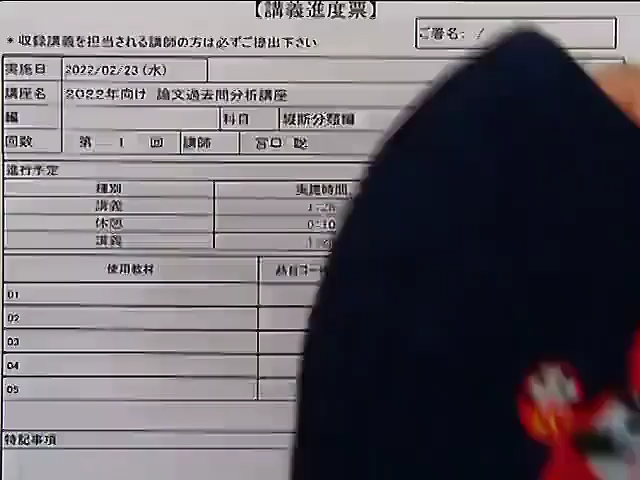 【講義進度票】
＊収録講義を担当される講師の方は必ずご提出下さい
ご署名: /
実施日 2022/02/23(水)
講座名 2022年向け 論文過去問分析講座
編 科目 縦断分類編
回数 第 1 回 講師 宮口 聡
進行予定
種別 実施時間
講義
休憩 0:10
講義
使用教材 品目コー
01
02
03
04
05
特記事項